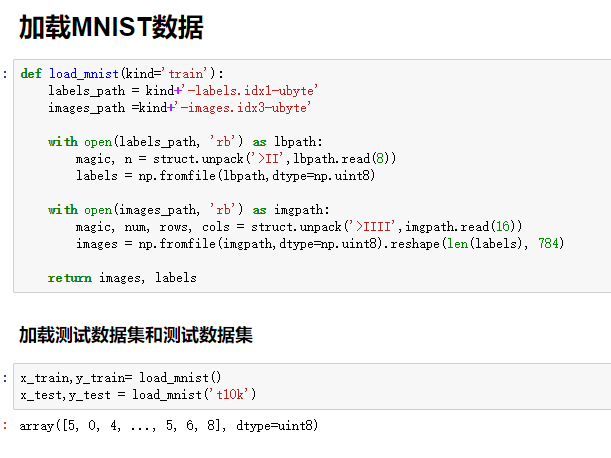 加载MNIST数据
: def load_mnist(kind='train'):
    labels_path = kind+'-labels.idx1-ubyte'
    images_path =kind+'-images.idx3-ubyte'
    with open(labels_path, 'rb') as lbpath:
        magic, n = struct.unpack('>II',lbpath.read(8))
        labels = np.fromfile(lbpath,dtype=np.uint8)
    with open(images_path, 'rb') as imgpath:
        magic, num, rows, cols = struct.unpack('>IIII',imgpath.read(16))
        images = np.fromfile(imgpath,dtype=np.uint8).reshape(len(labels), 784)
    return images, labels
加载测试数据集和测试数据集
: x_train,y_train= load_mnist()
x_test,y_test = load_mnist('t10k')
: array([5, 0, 4, ..., 5, 6, 8], dtype=uint8)